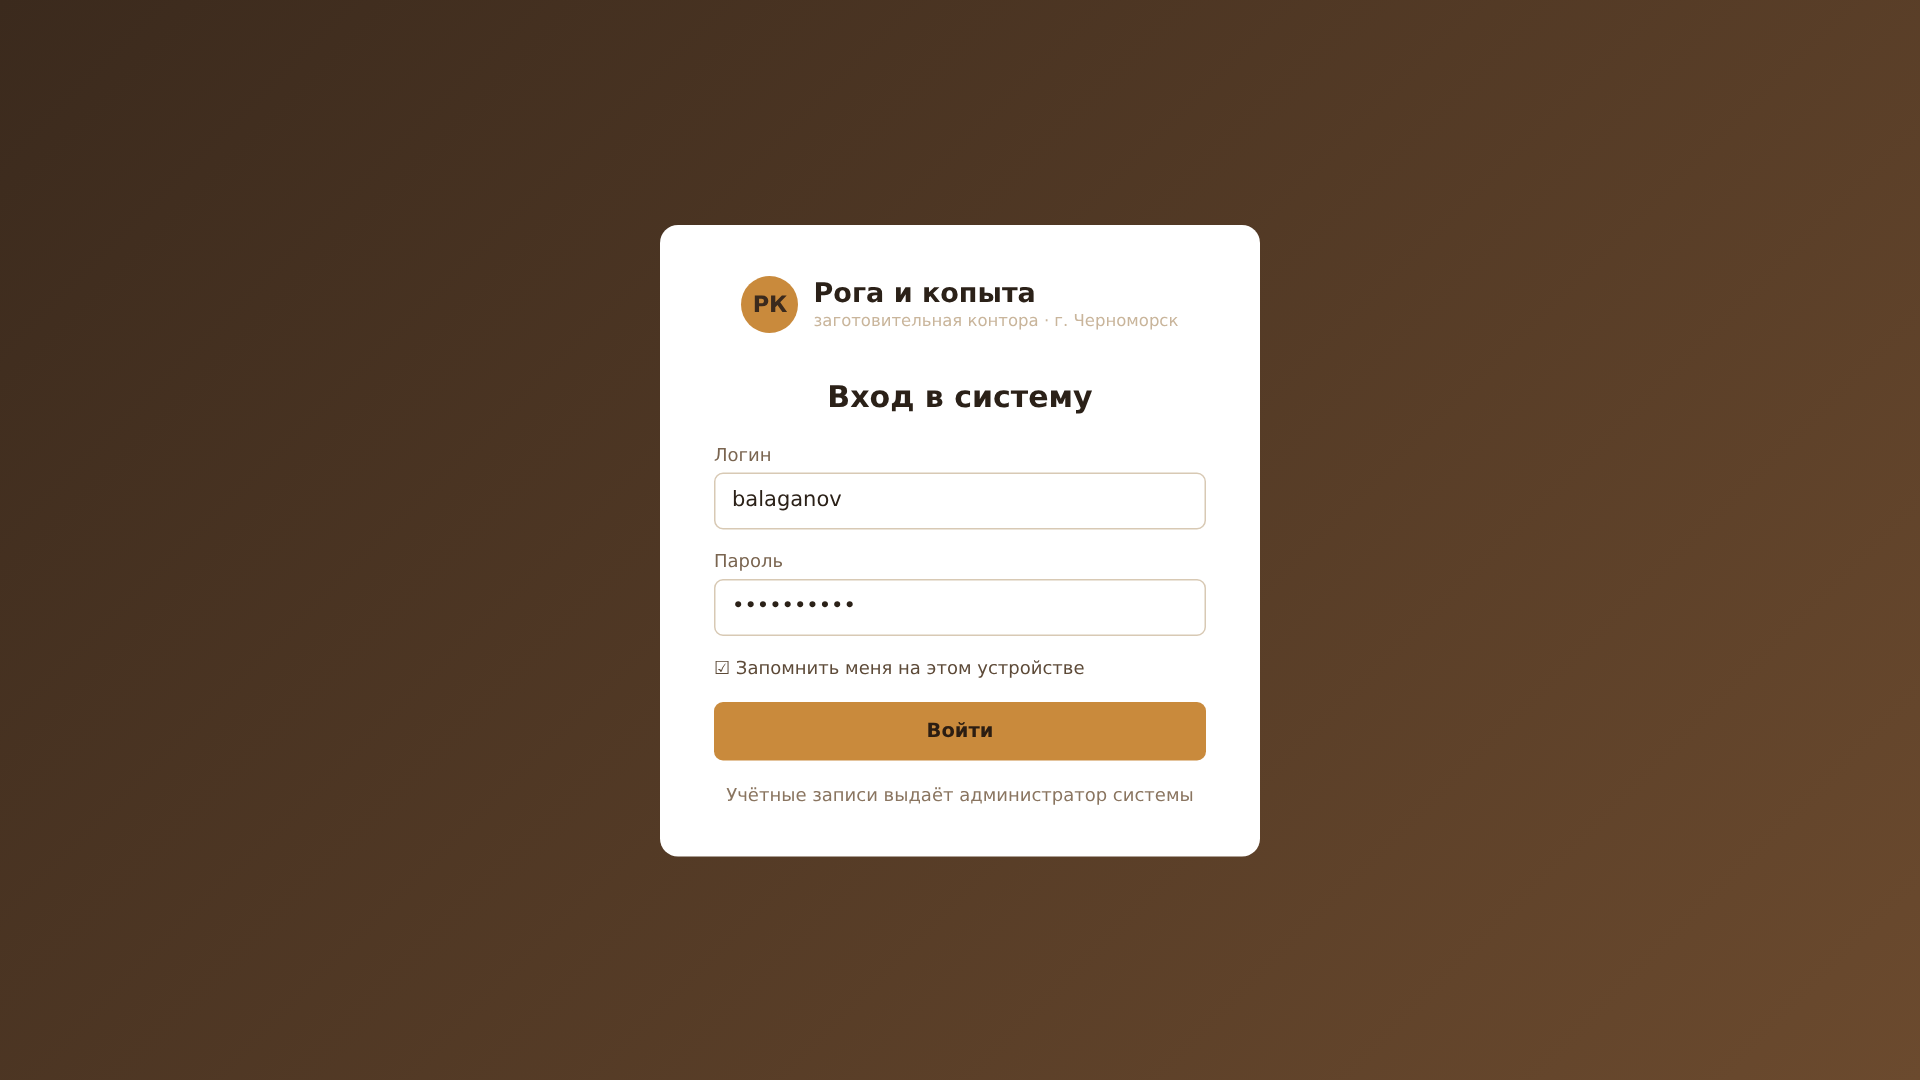 РК
Рога и копыта
заготовительная контора · г. Черноморск
Вход в систему
Логин
balaganov
Пароль
••••••••••
☑ Запомнить меня на этом устройстве
Войти
Учётные записи выдаёт администратор системы